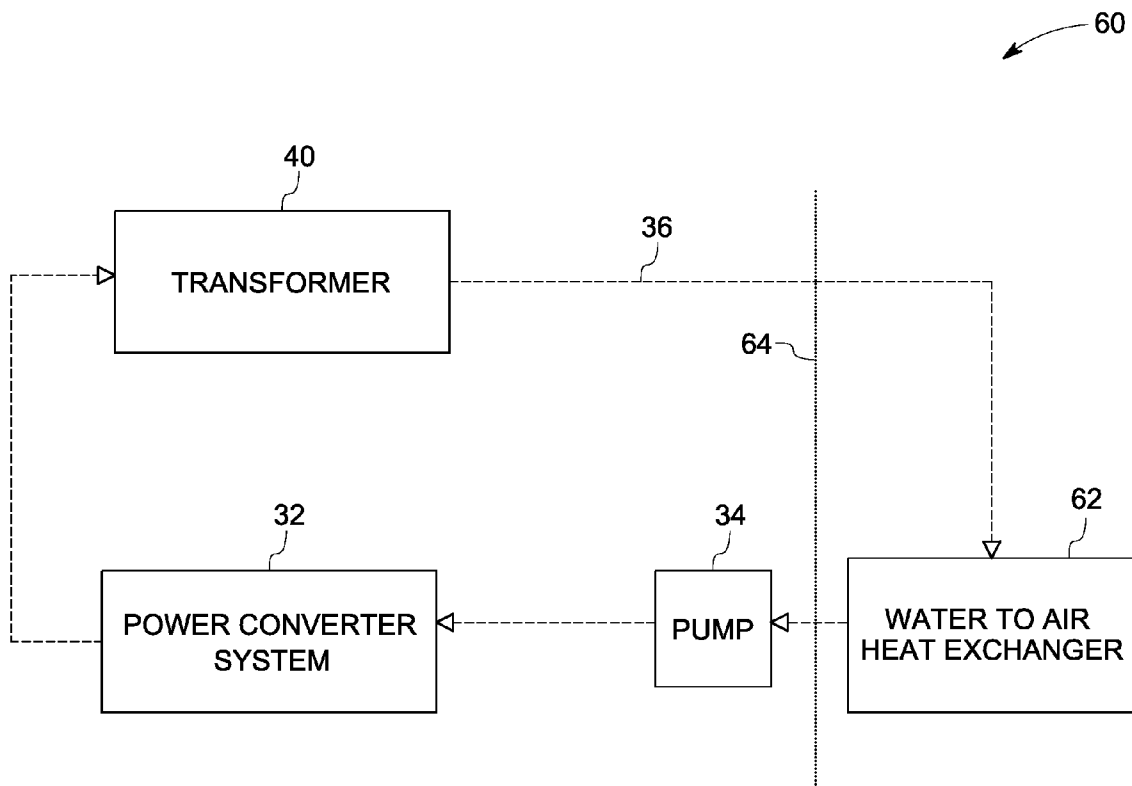 60
40
TRANSFORMER
36
64
32
POWER CONVERTER
SYSTEM
34
PUMP
62
WATER TO AIR
HEAT EXCHANGER